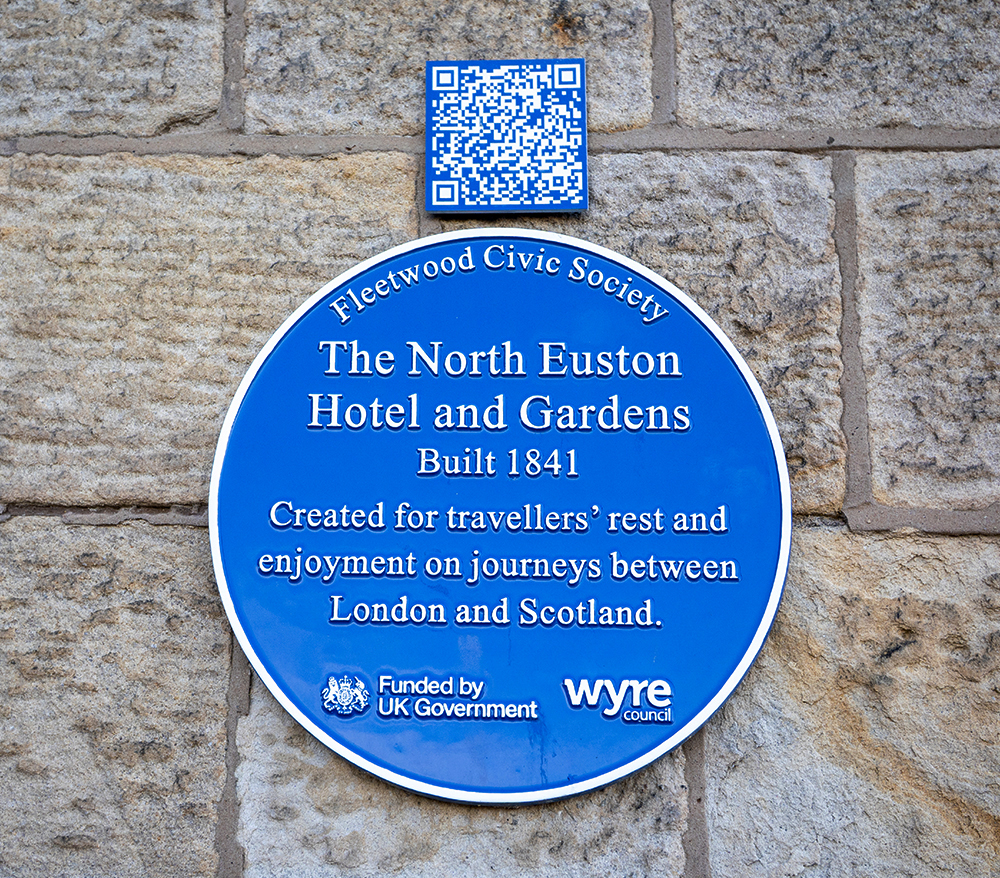 Fleetwood Civic Society
The North Euston
Hotel and Gardens
Built 1841
Created for travellers’ rest and
enjoyment on journeys between
London and Scotland.
Funded by
UK Government
wyre
council